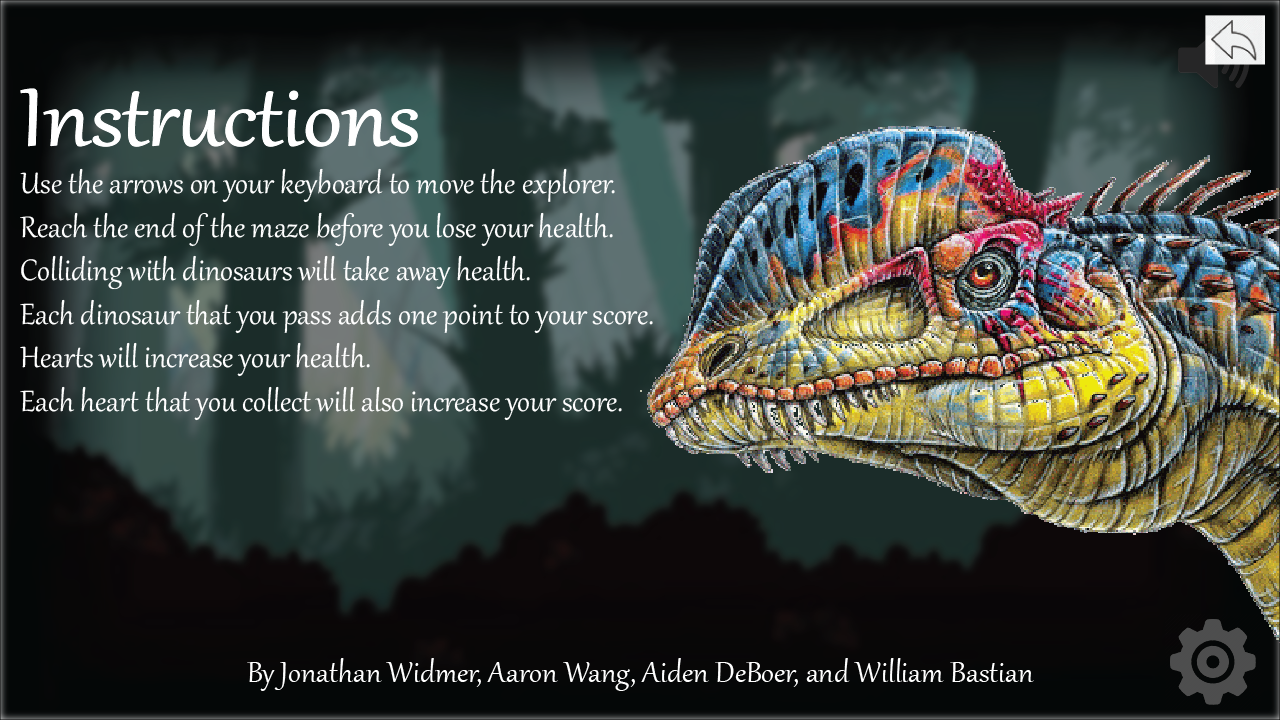 Instructions
Use the arrows on your keyboard to move the explorer.
Reach the end of the maze before you lose your health.
Colliding with dinosaurs will take away health.
Each dinosaur that you pass adds one point to your score.
Hearts will increase your health.
Each heart that you collect will also increase your score.
By Jonathan Widmer, Aaron Wang, Aiden DeBoer, and William Bastian